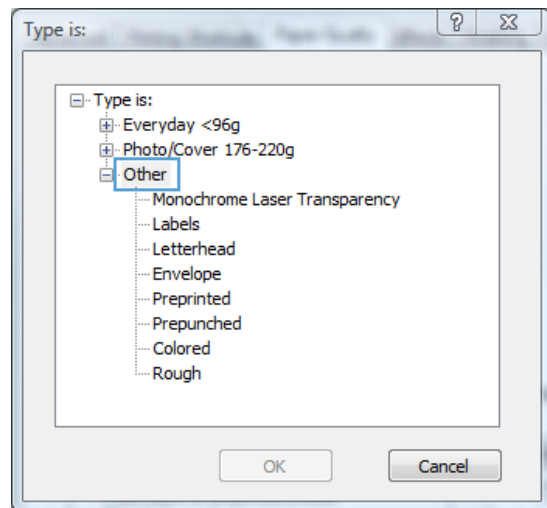 Type is:
Type is:
Everyday <96g
Photo/Cover 176-220g
Other
Monochrome Laser Transparency
Labels
Letterhead
Envelope
Preprinted
Prepunched
Colored
Rough
OK
Cancel